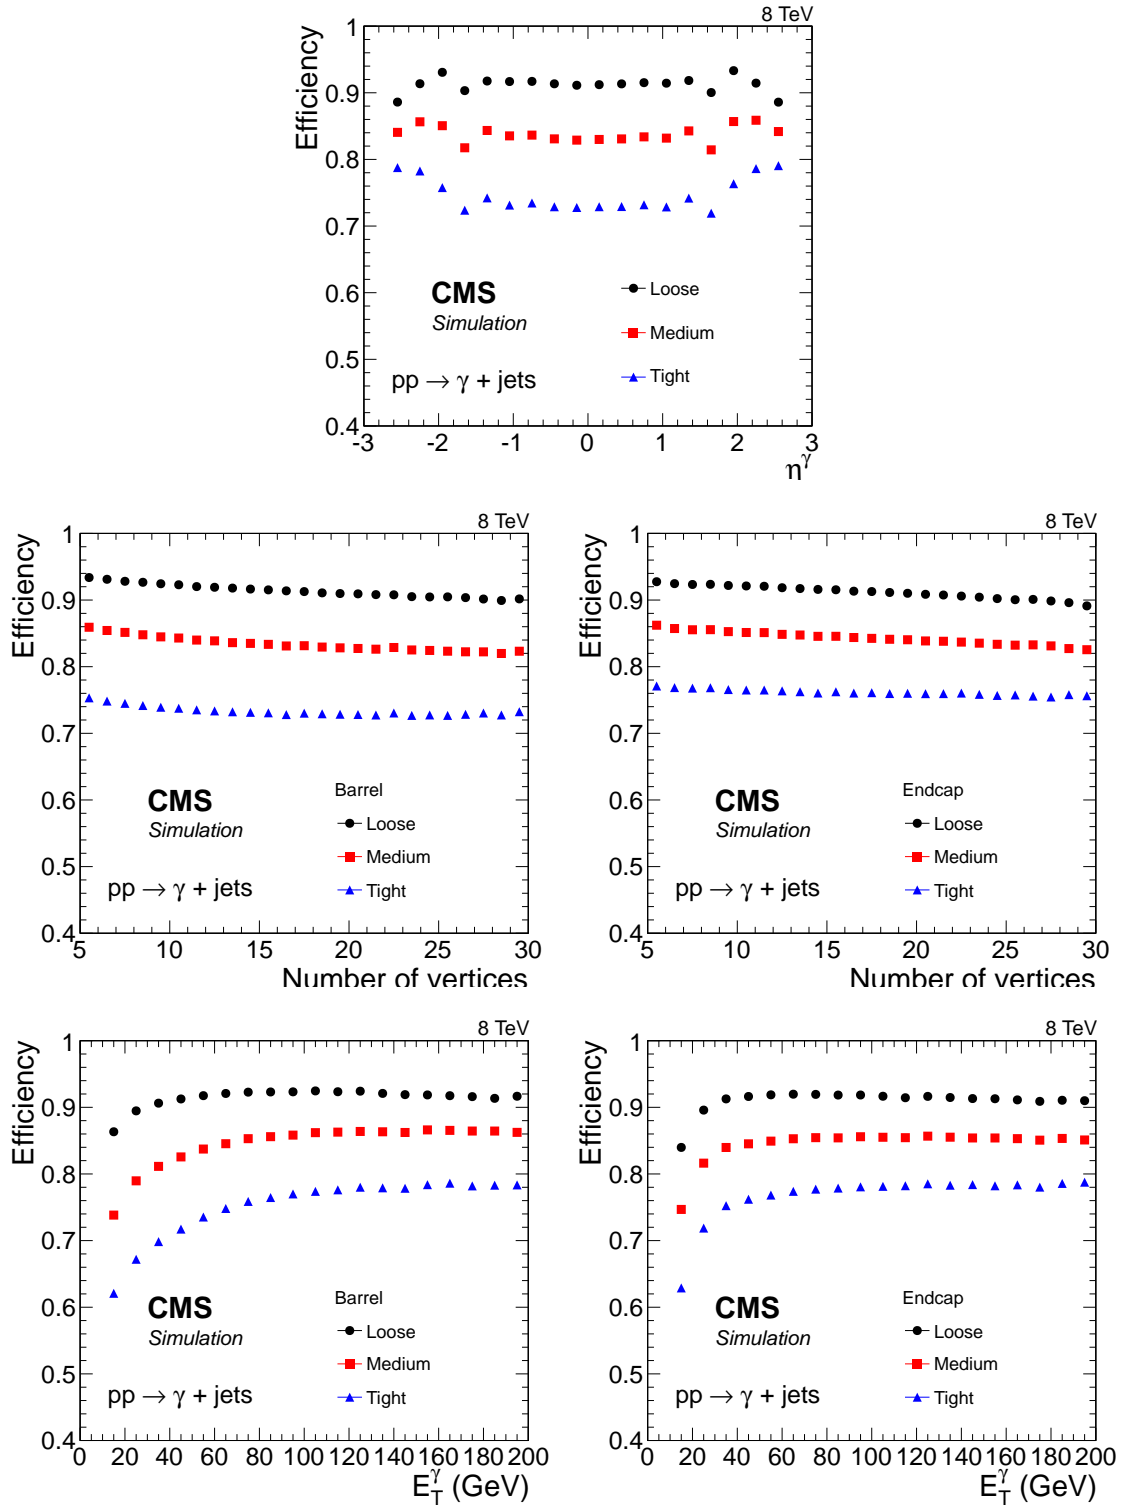 8 TeV
Efficiency
1
0.9
0.8
0.7
0.6
0.5
0.4
CMS
Simulation
pp → γ + jets
Loose
Medium
Tight
-3 -2 -1 0 1 2 3
η^γ
8 TeV
Efficiency
1
0.9
0.8
0.7
0.6
0.5
0.4
CMS
Simulation
pp → γ + jets
Barrel
Loose
Medium
Tight
5 10 15 20 25 30
Number of vertices
8 TeV
Efficiency
1
0.9
0.8
0.7
0.6
0.5
0.4
CMS
Simulation
pp → γ + jets
Endcap
Loose
Medium
Tight
5 10 15 20 25 30
Number of vertices
8 TeV
Efficiency
1
0.9
0.8
0.7
0.6
0.5
0.4
CMS
Simulation
pp → γ + jets
Barrel
Loose
Medium
Tight
0 20 40 60 80 100 120 140 160 180 200
E_T^γ (GeV)
8 TeV
Efficiency
1
0.9
0.8
0.7
0.6
0.5
0.4
CMS
Simulation
pp → γ + jets
Endcap
Loose
Medium
Tight
0 20 40 60 80 100 120 140 160 180 200
E_T^γ (GeV)